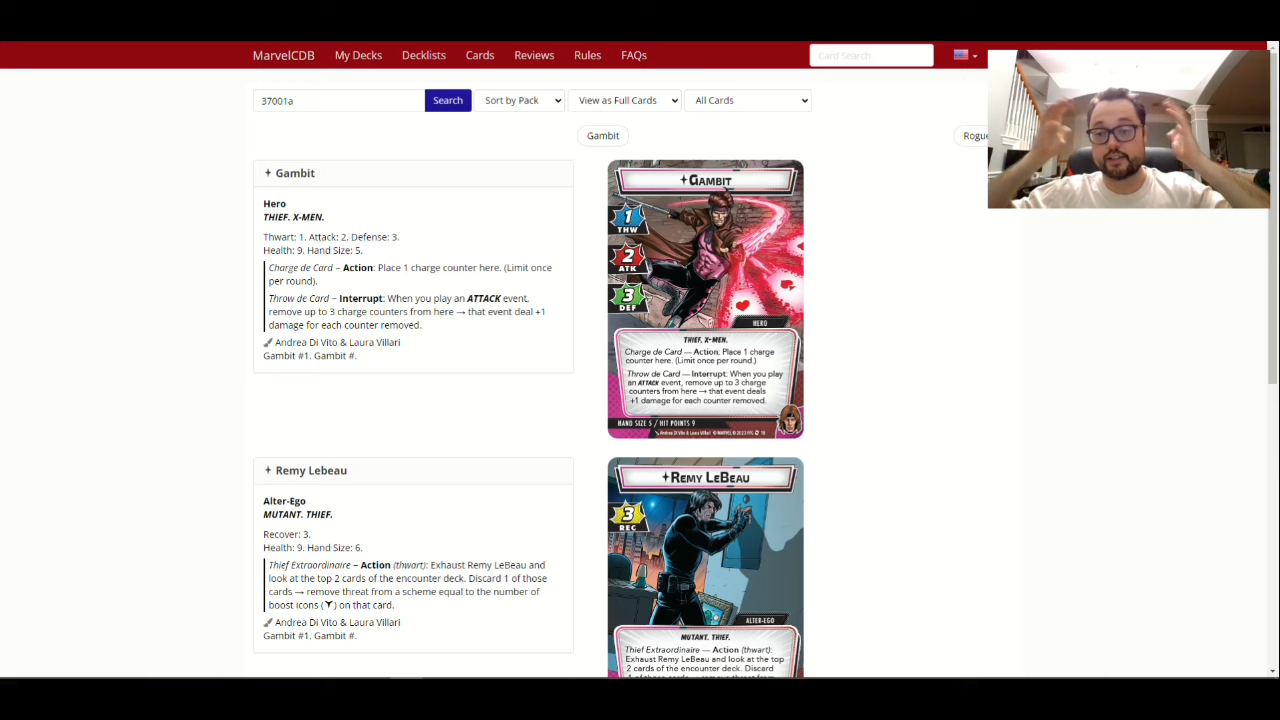 MarvelCDB My Decks Decklists Cards Reviews Rules FAQs Card Search
37001a Search Sort by Pack View as Full Cards All Cards
Gambit Rogue
Gambit
Hero
THIEF. X-MEN.
Thwart: 1. Attack: 2. Defense: 3.
Health: 9. Hand Size: 5.
Charge de Card – Action: Place 1 charge counter here. (Limit once
per round).
Throw de Card – Interrupt: When you play an ATTACK event,
remove up to 3 charge counters from here → that event deal +1
damage for each counter removed.
Andrea Di Vito & Laura Villari
Gambit #1. Gambit #.
GAMBIT
1
THW
2
ATK
3
DEF
HERO
THIEF. X-MEN.
Charge de Card — Action: Place 1 charge
counter here. (Limit once per round.)
Throw de Card — Interrupt: When you play
an ATTACK event, remove up to 3 charge
counters from here → that event deals
+1 damage for each counter removed.
HAND SIZE 5 / HIT POINTS 9
Andrea Di Vito & Laura Villari
Remy Lebeau
Alter-Ego
MUTANT. THIEF.
Recover: 3.
Health: 9. Hand Size: 6.
Thief Extraordinaire – Action (thwart): Exhaust Remy LeBeau and
look at the top 2 cards of the encounter deck. Discard 1 of those
cards → remove threat from a scheme equal to the number of
boost icons () on that card.
Andrea Di Vito & Laura Villari
Gambit #1. Gambit #.
REMY LEBEAU
3
REC
ALTER-EGO
MUTANT. THIEF.
Thief Extraordinaire — Action (thwart):
Exhaust Remy LeBeau and look at the top
2 cards of the encounter deck. Discard